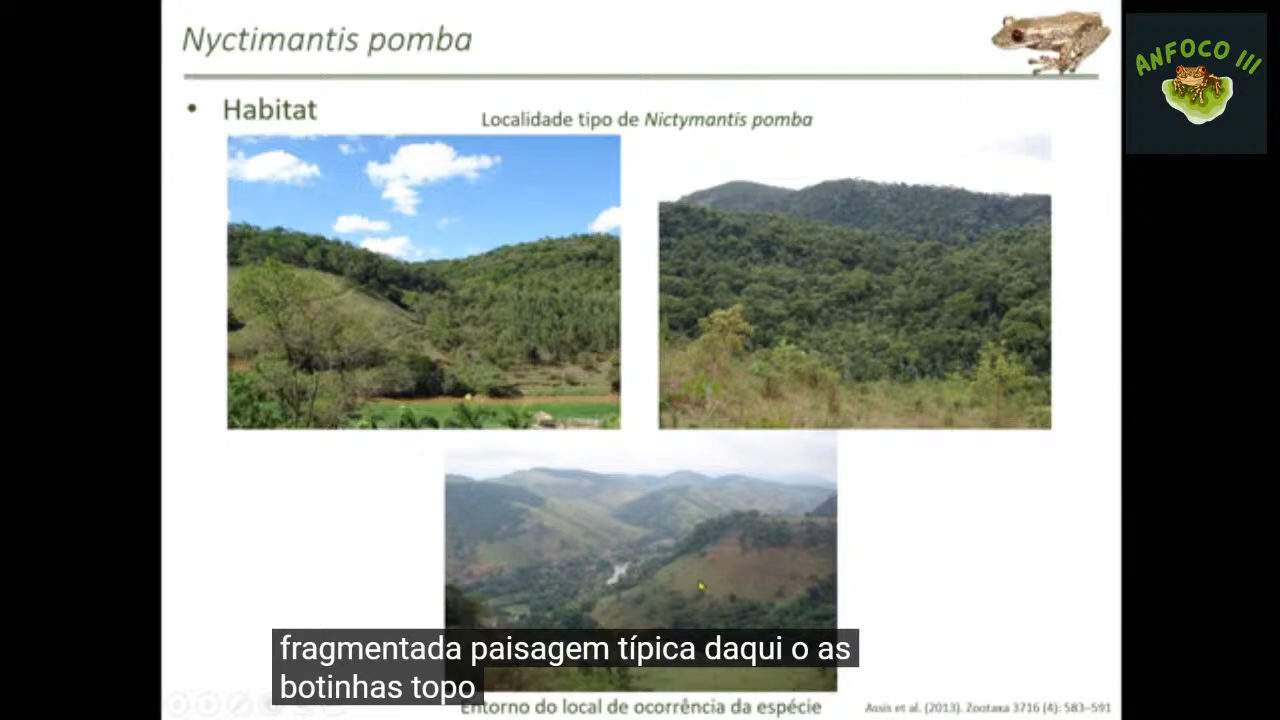 Nyctimantis pomba
ANFOCO III
• Habitat
Localidade tipo de Nictymantis pomba
fragmentada paisagem típica daqui o as
botinhas topo
Entorno do local de ocorrência da espécie
Assis et al. (2013). Zootaxa 3716 (4): 583–591